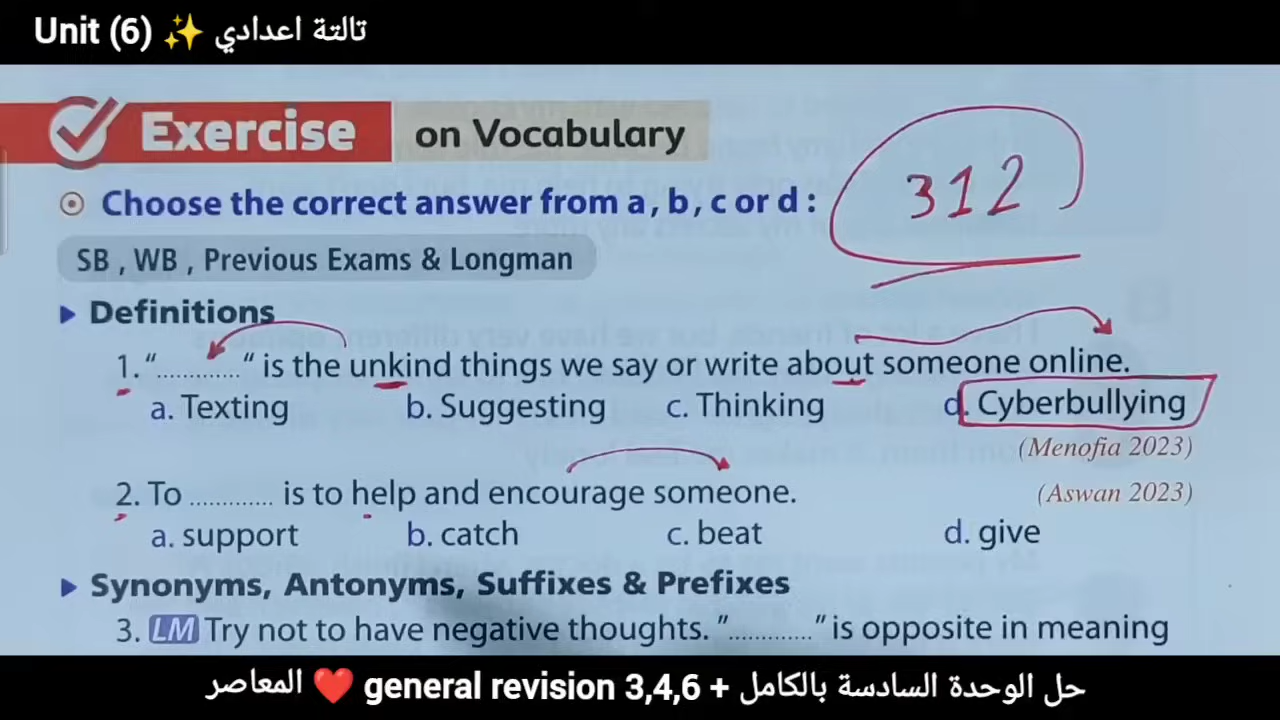 Unit (6) ✨ تالتة اعدادي
Exercise on Vocabulary
312
Choose the correct answer from a, b, c or d :
SB , WB , Previous Exams & Longman
Definitions
1. "............" is the unkind things we say or write about someone online.
a. Texting b. Suggesting c. Thinking d. Cyberbullying
(Menofia 2023)
2. To ............ is to help and encourage someone. (Aswan 2023)
a. support b. catch c. beat d. give
Synonyms, Antonyms, Suffixes & Prefixes
3. LM Try not to have negative thoughts. "............" is opposite in meaning
حل الوحدة السادسة بالكامل + general revision 3,4,6 ❤️ المعاصر